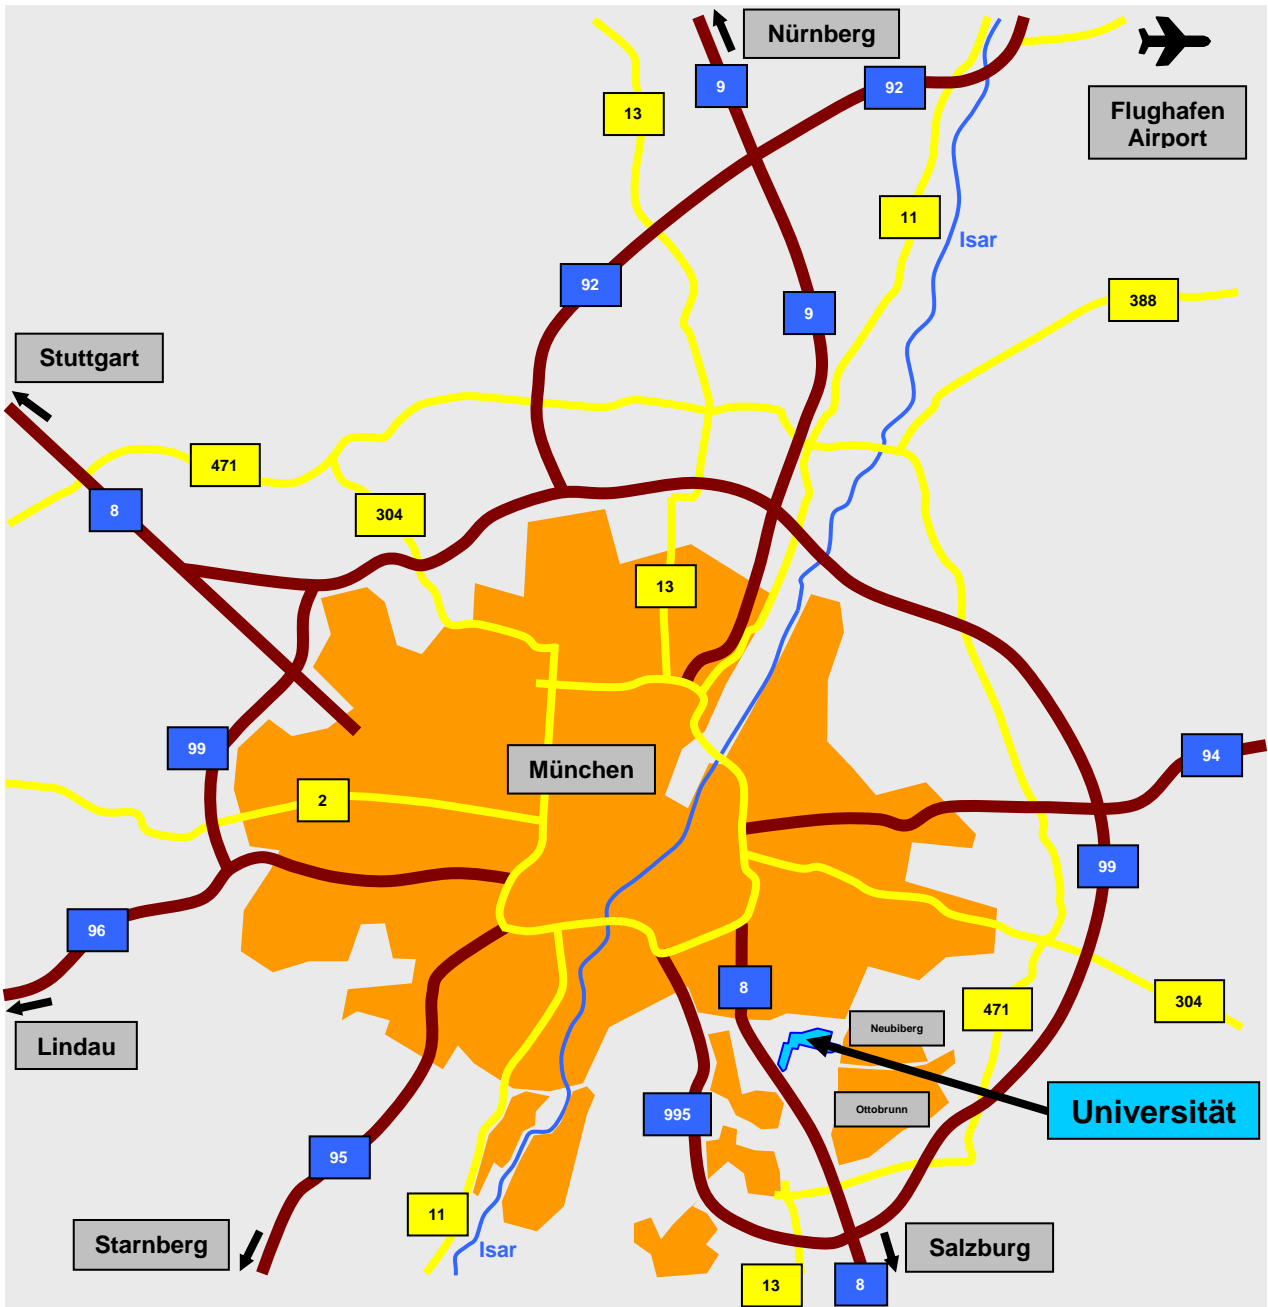 Nürnberg
9
92
13
Flughafen
Airport
11
Isar
92
388
9
Stuttgart
471
8
304
13
99
94
München
2
99
96
8
304
471
Neubiberg
Lindau
Ottobrunn
Universität
995
95
11
Starnberg
Isar
Salzburg
13
8